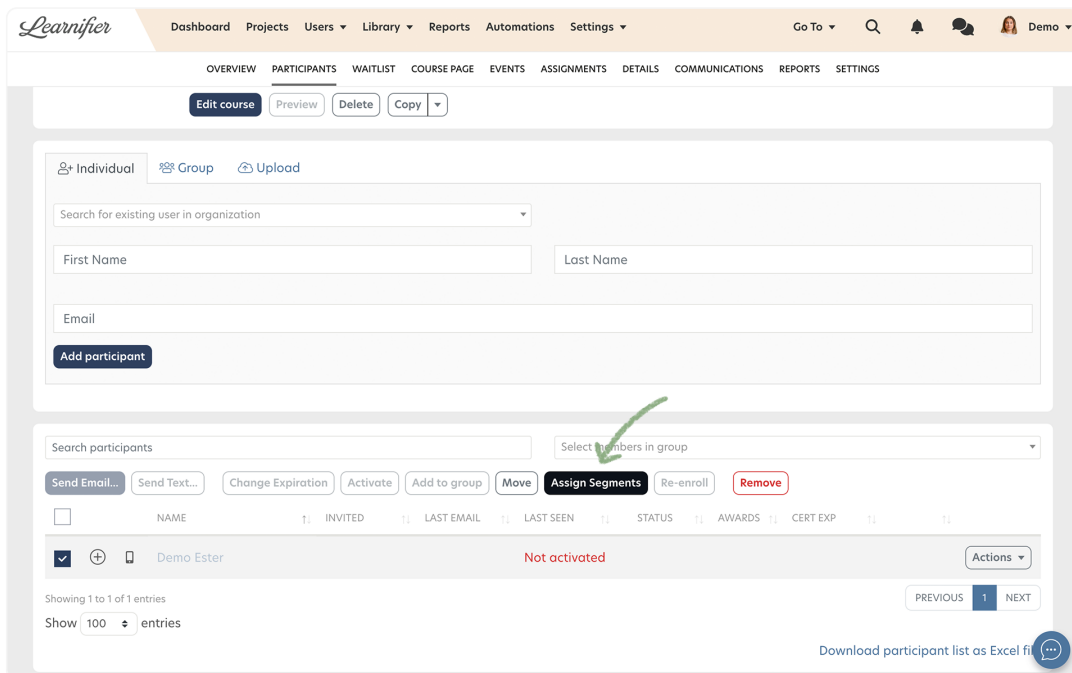 Learnifier Dashboard Projects Users Library Reports Automations Settings Go To Demo
OVERVIEW PARTICIPANTS WAITLIST COURSE PAGE EVENTS ASSIGNMENTS DETAILS COMMUNICATIONS REPORTS SETTINGS
Edit course Preview Delete Copy
Individual Group Upload
Search for existing user in organization
First Name Last Name
Email
Add participant
Search participants Select members in group
Send Email... Send Text... Change Expiration Activate Add to group Move Assign Segments Re-enroll Remove
NAME INVITED LAST EMAIL LAST SEEN STATUS AWARDS CERT EXP
Demo Ester Not activated Actions
Showing 1 to 1 of 1 entries PREVIOUS 1 NEXT
Show 100 entries
Download participant list as Excel